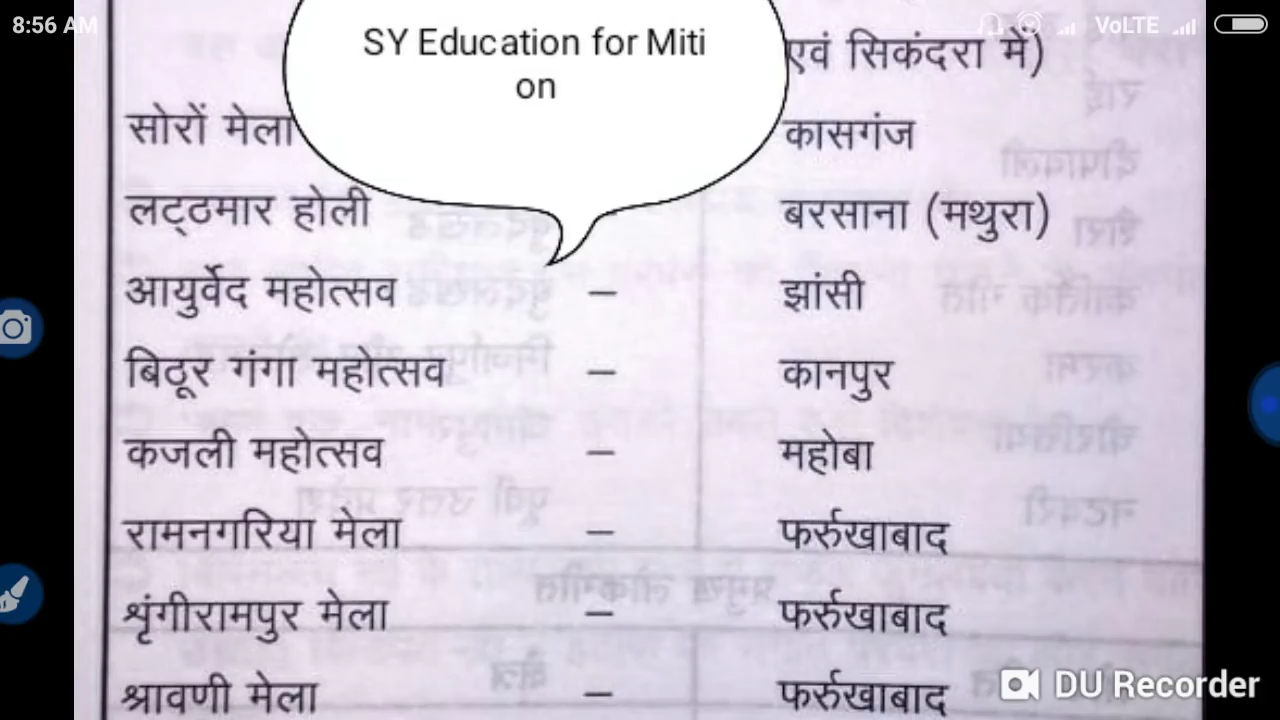 8:56 AM
VoLTE
SY Education for Miti
on
एवं सिकंदरा में)
सोरों मेला
कासगंज
लट्ठमार होली – बरसाना (मथुरा)
आयुर्वेद महोत्सव – झांसी
बिठूर गंगा महोत्सव – कानपुर
कजली महोत्सव – महोबा
रामनगरिया मेला – फर्रुखाबाद
शृंगीरामपुर मेला – फर्रुखाबाद
श्रावणी मेला – फर्रुखाबाद
DU Recorder